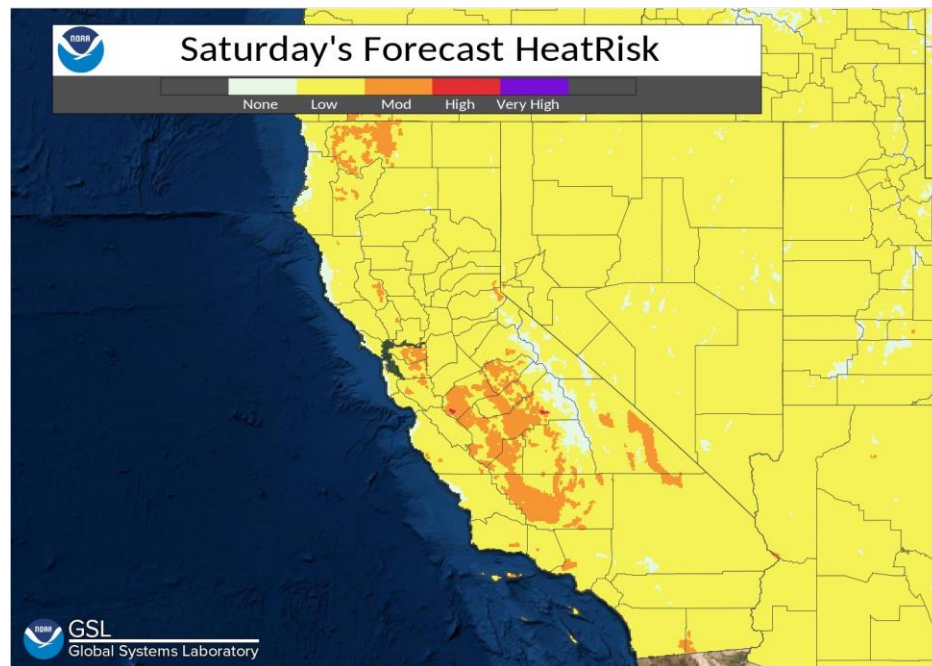 NOAA
Saturday's Forecast HeatRisk
None Low Mod High Very High
NOAA
GSL
Global Systems Laboratory